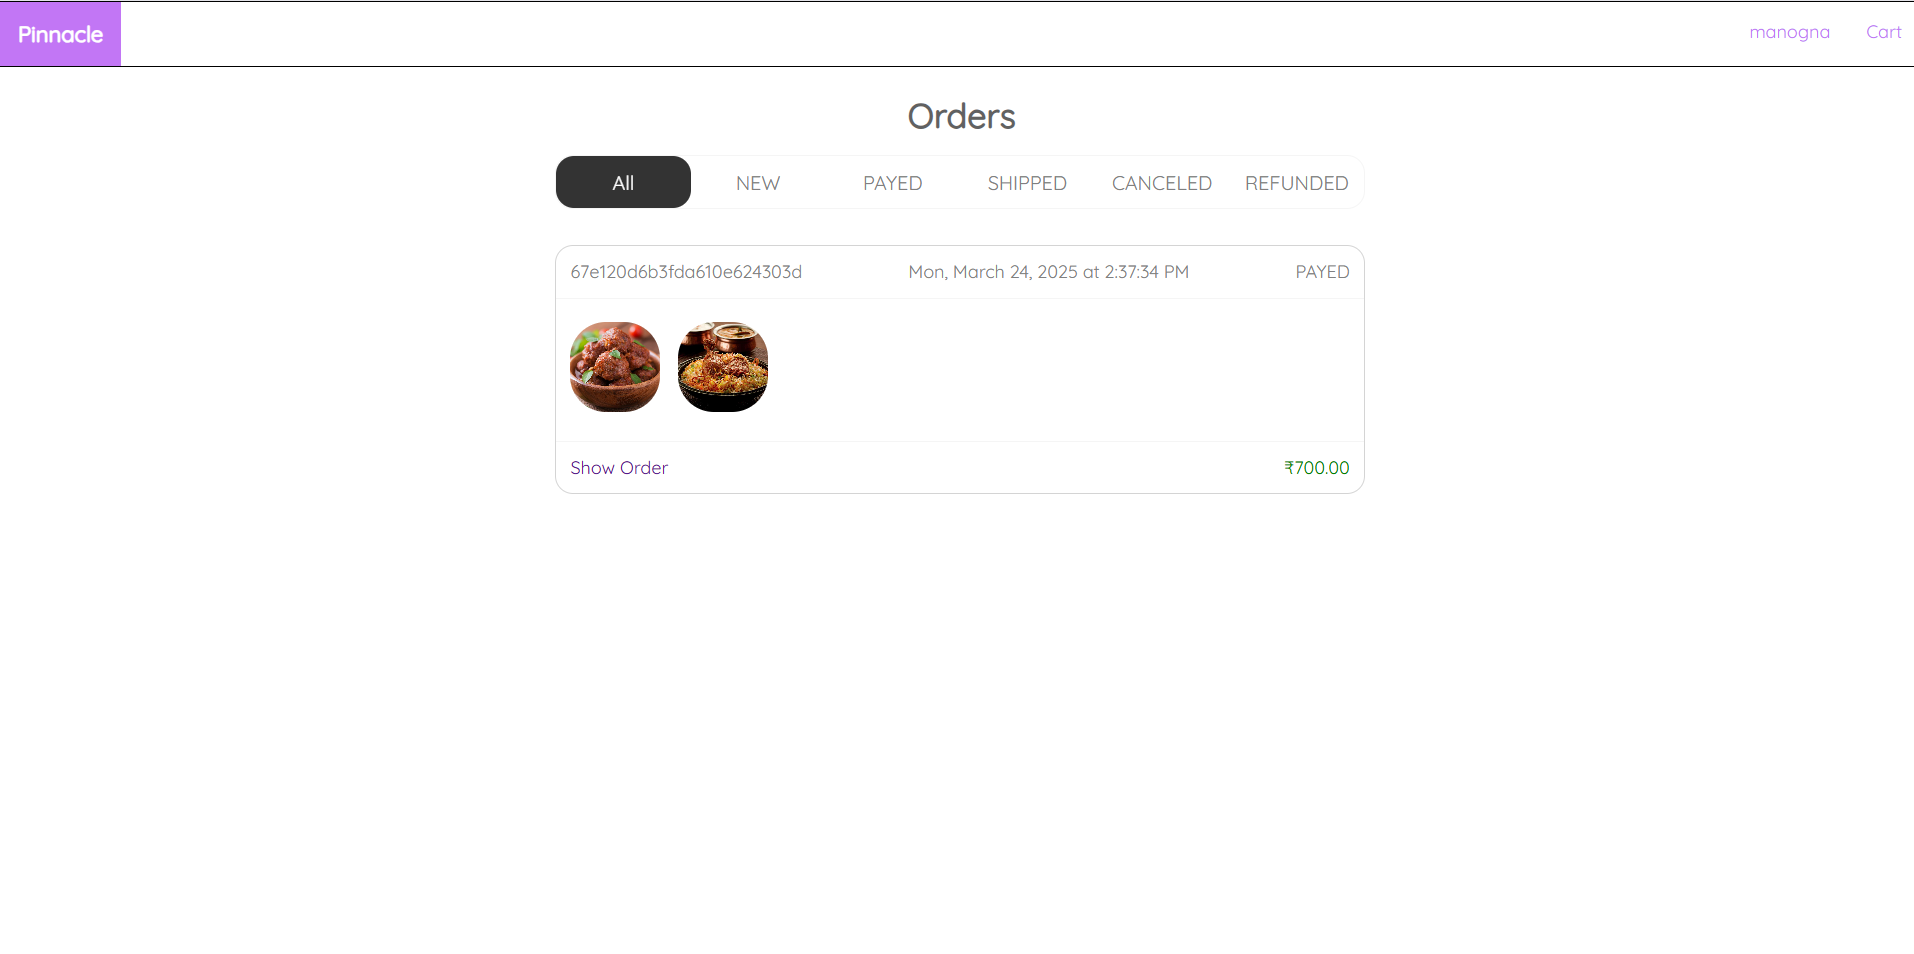 Pinnacle
manogna Cart
Orders
All NEW PAYED SHIPPED CANCELED REFUNDED
67e120d6b3fda610e624303d Mon, March 24, 2025 at 2:37:34 PM PAYED
Show Order ₹700.00